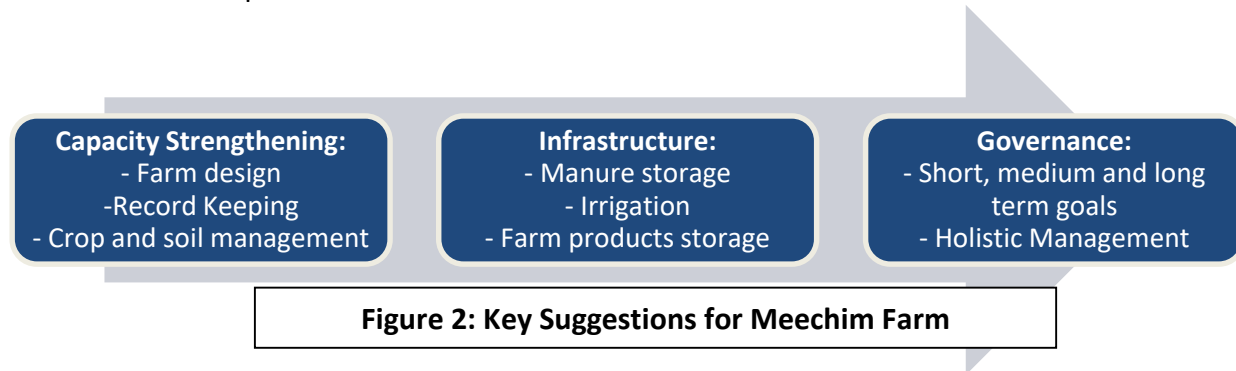 Capacity Strengthening:
- Farm design
-Record Keeping
- Crop and soil management
Infrastructure:
- Manure storage
- Irrigation
- Farm products storage
Governance:
- Short, medium and long
term goals
- Holistic Management
Figure 2: Key Suggestions for Meechim Farm